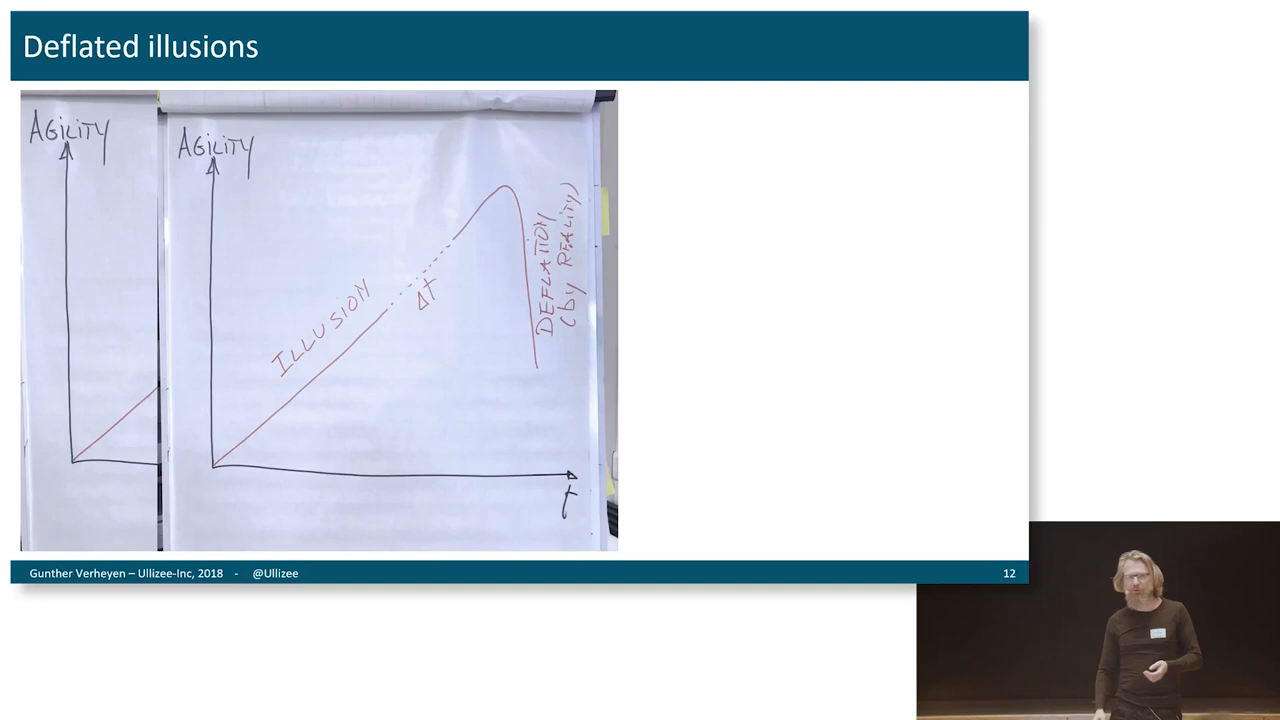 Deflated illusions
AGILITY
AGILITY
ILLUSION
Δt
DEFLATION
(by REALITY)
t
Gunther Verheyen – Ullizee-Inc, 2018 - @Ullizee
12